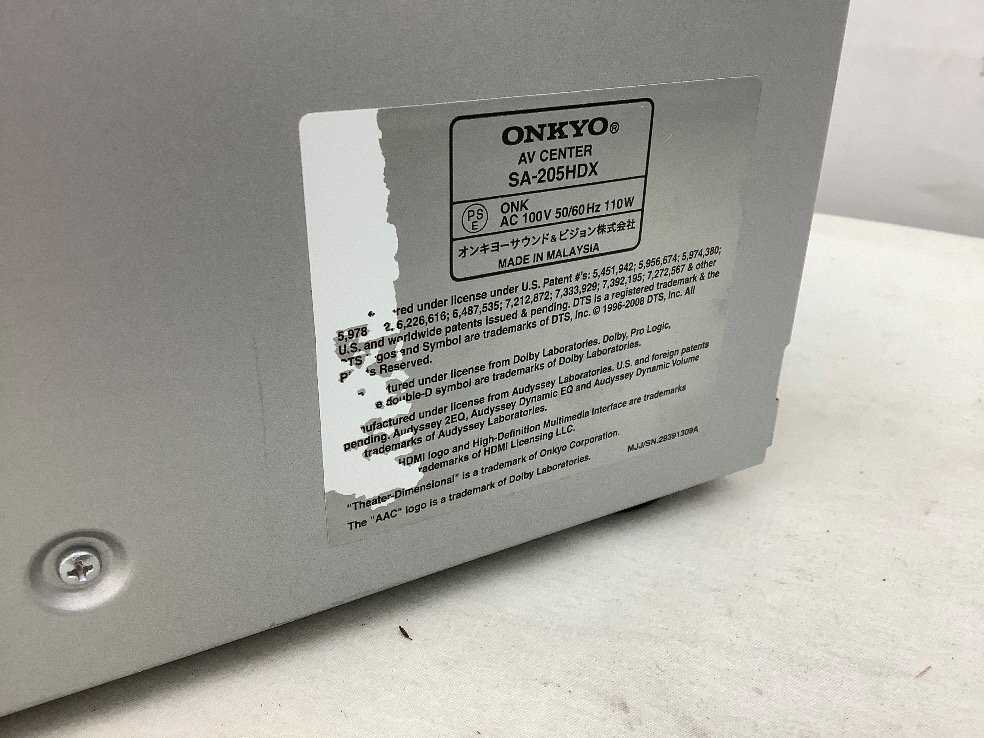 ONKYO®
AV CENTER
SA-205HDX
PSE
ONK
AC 100V 50/60Hz 110W
オンキヨーサウンド&ビジョン株式会社
MADE IN MALAYSIA
under license under U.S. Patent #'s: 5,451,942; 5,956,674; 5,974,380;
5,978 6,226,616; 6,487,535; 7,212,872; 7,333,929; 7,392,195; 7,272,567 & other
U.S. and worldwide patents issued & pending. DTS is a registered trademark & the
and Symbol are trademarks of DTS, Inc. © 1996-2008 DTS, Inc. All
Reserved.
under license from Dolby Laboratories. Dolby, Pro Logic,
double-D symbol are trademarks of Dolby Laboratories.
under license from Audyssey Laboratories. U.S. and foreign patents
pending. Audyssey 2EQ, Audyssey Dynamic EQ and Audyssey Dynamic Volume
trademarks of Audyssey Laboratories.
HDMI logo and High-Definition Multimedia Interface are trademarks
trademarks of HDMI Licensing LLC.
"Theater-Dimensional" is a trademark of Onkyo Corporation.
MJJ/SN.29391309A
The "AAC" logo is a trademark of Dolby Laboratories.